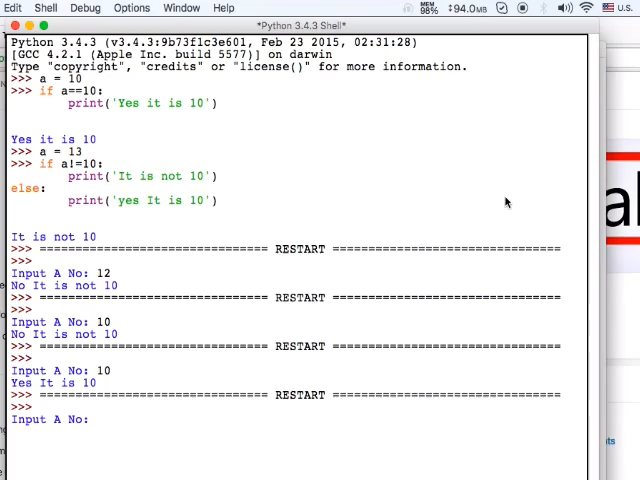 Edit Shell Debug Options Window Help MEM 98% 94.0MB U.S.
*Python 3.4.3 Shell*
Python 3.4.3 (v3.4.3:9b73f1c3e601, Feb 23 2015, 02:31:28)
[GCC 4.2.1 (Apple Inc. build 5577)] on darwin
Type "copyright", "credits" or "license()" for more information.
>>> a = 10
>>> if a==10:
print('Yes it is 10')
Yes it is 10
>>> a = 13
>>> if a!=10:
print('It is not 10')
else:
print('yes It is 10')
It is not 10
>>> ================================ RESTART ================================
>>>
Input A No: 12
No It is not 10
>>> ================================ RESTART ================================
>>>
Input A No: 10
No It is not 10
>>> ================================ RESTART ================================
>>>
Input A No: 10
Yes It is 10
>>> ================================ RESTART ================================
>>>
Input A No: